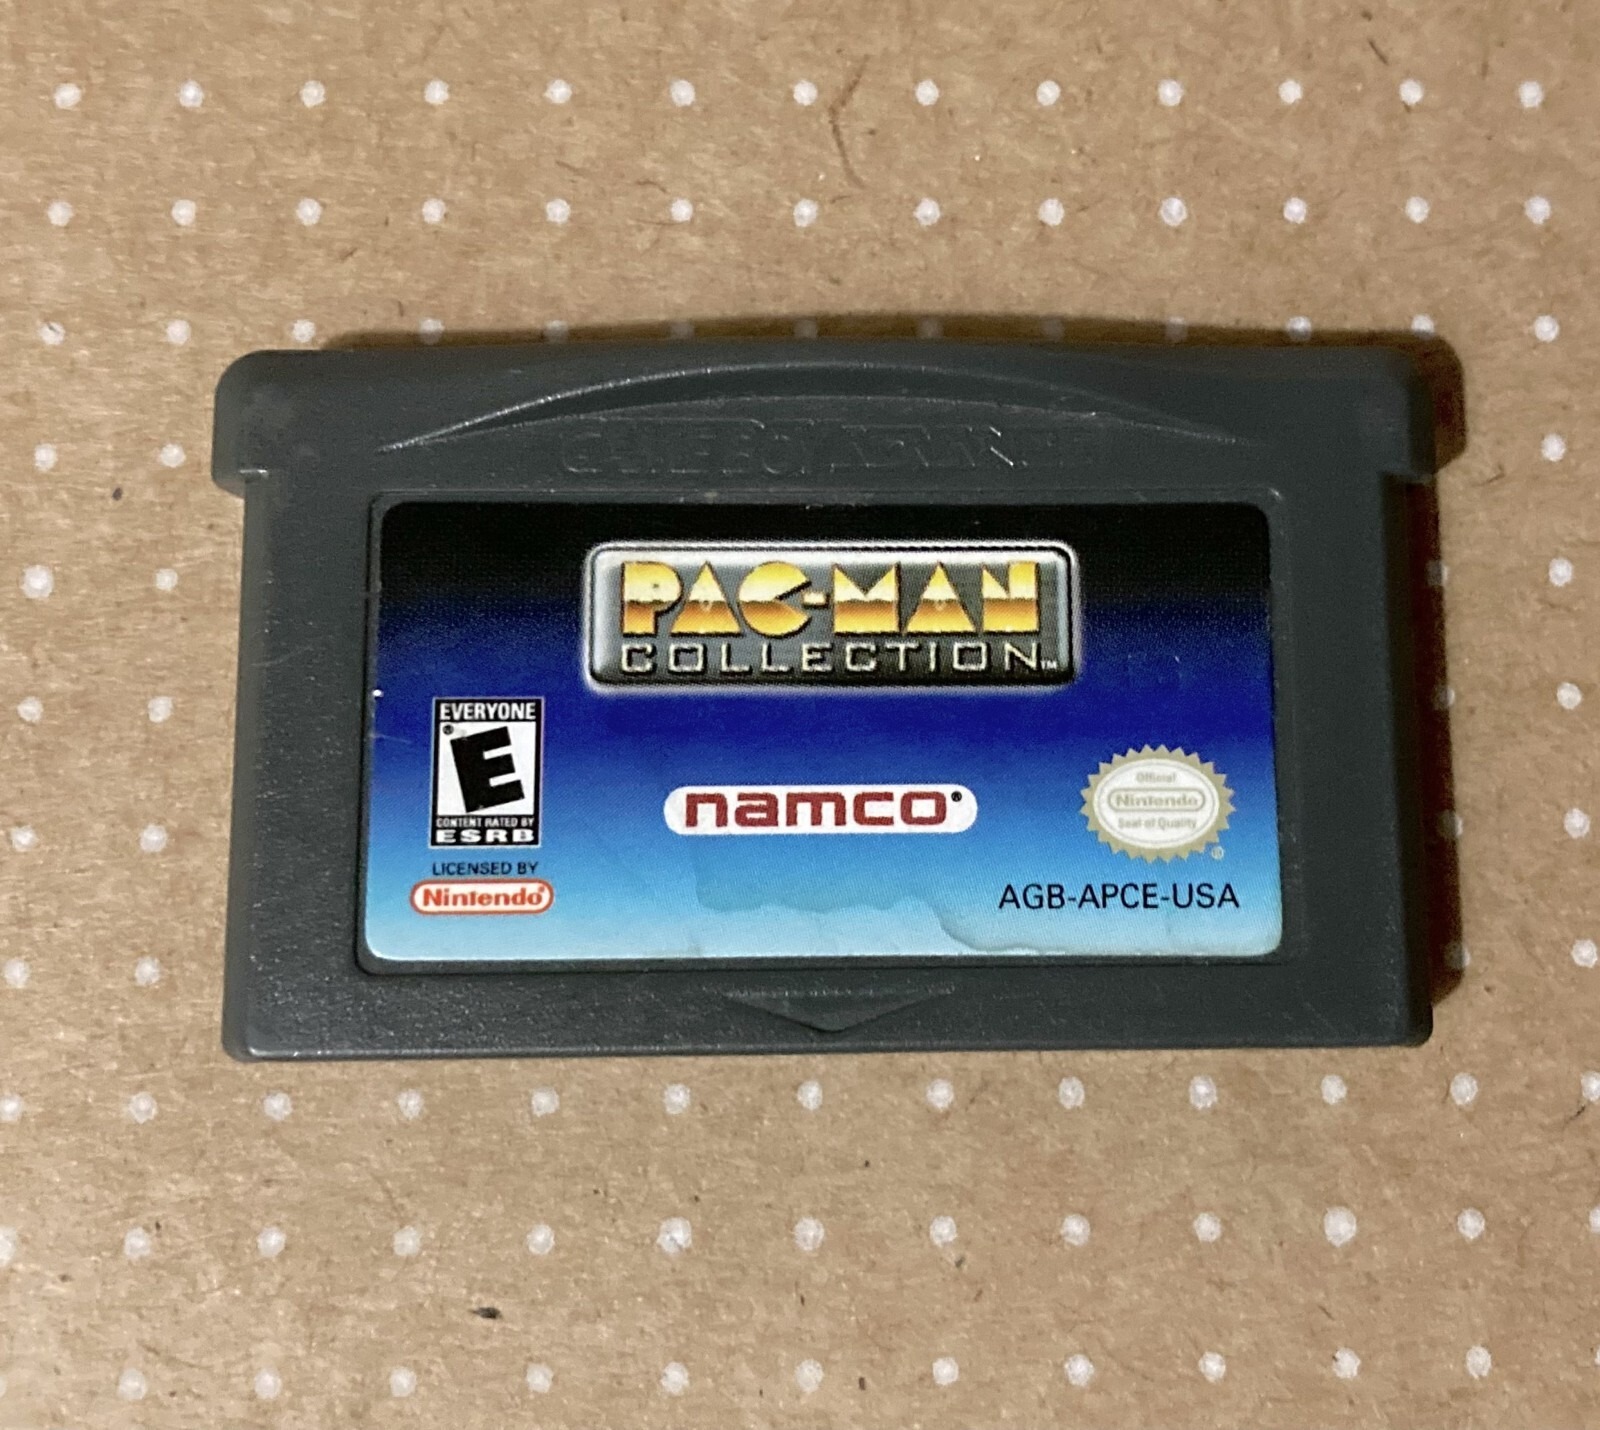 GAME BOY ADVANCE
PAC-MAN
COLLECTION™
EVERYONE
E®
CONTENT RATED BY
ESRB
LICENSED BY
Nintendo®
namco®
Official
Nintendo
Seal of Quality
®
AGB-APCE-USA